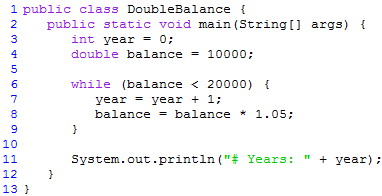 1 public class DoubleBalance {
2    public static void main(String[] args) {
3       int year = 0;
4       double balance = 10000;
5
6       while (balance < 20000) {
7          year = year + 1;
8          balance = balance * 1.05;
9       }
10
11       System.out.println("# Years: " + year);
12    }
13 }